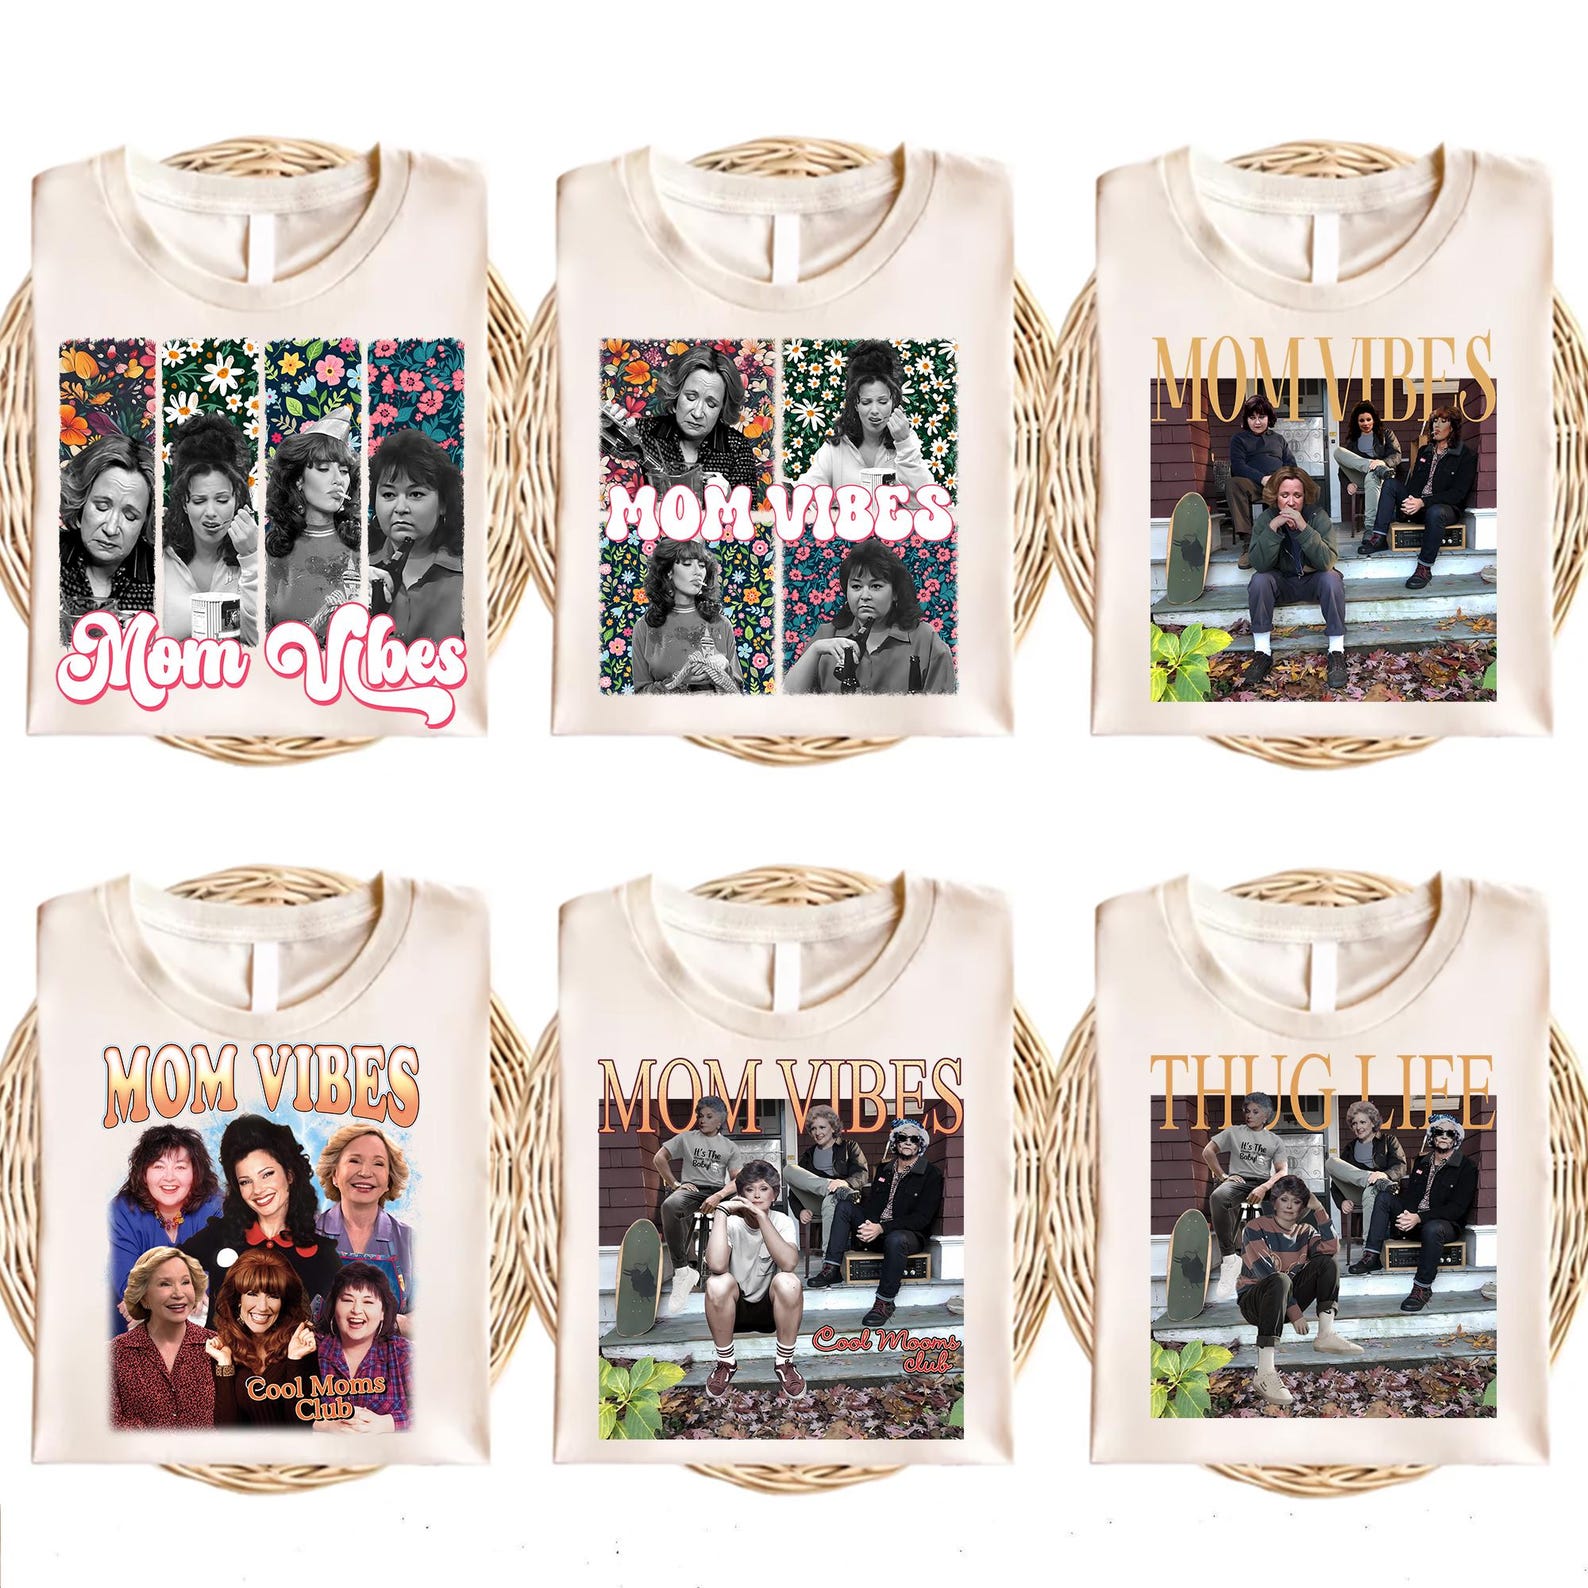 Mom Vibes
MOM VIBES
MOM VIBES
MOM VIBES
Cool Moms
Club
MOM VIBES
It's The
Baby!
Cool Mooms
club
THUG LIFE
It's The
Baby!